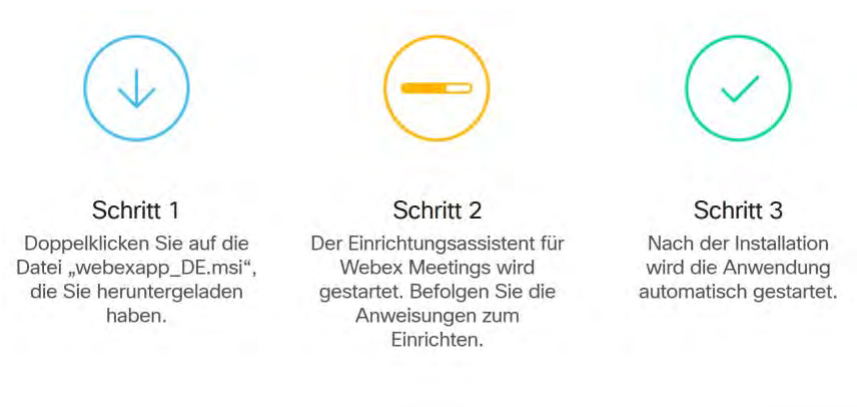 Schritt 1
Doppelklicken Sie auf die
Datei „webexapp_DE.msi“,
die Sie heruntergeladen
haben.
Schritt 2
Der Einrichtungsassistent für
Webex Meetings wird
gestartet. Befolgen Sie die
Anweisungen zum
Einrichten.
Schritt 3
Nach der Installation
wird die Anwendung
automatisch gestartet.